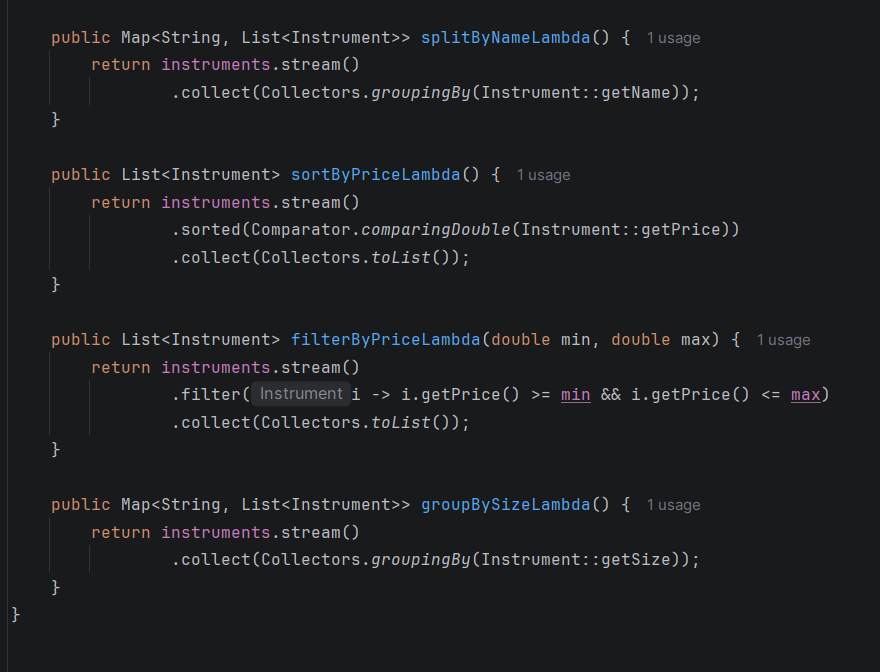 public Map<String, List<Instrument>> splitByNameLambda() { 1 usage
return instruments.stream()
.collect(Collectors.groupingBy(Instrument::getName));
}
public List<Instrument> sortByPriceLambda() { 1 usage
return instruments.stream()
.sorted(Comparator.comparingDouble(Instrument::getPrice))
.collect(Collectors.toList());
}
public List<Instrument> filterByPriceLambda(double min, double max) { 1 usage
return instruments.stream()
.filter( Instrument i -> i.getPrice() >= min && i.getPrice() <= max)
.collect(Collectors.toList());
}
public Map<String, List<Instrument>> groupBySizeLambda() { 1 usage
return instruments.stream()
.collect(Collectors.groupingBy(Instrument::getSize));
}
}